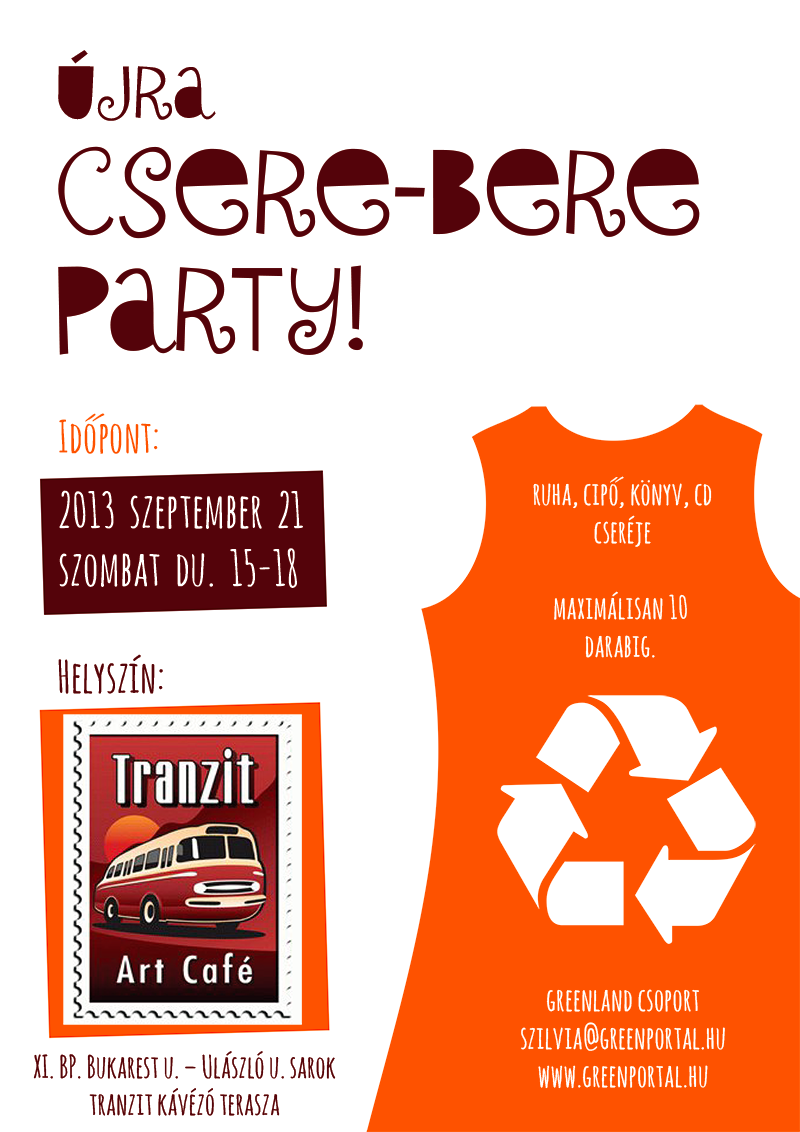 Újra
Csere-Bere
Party!
Időpont:
2013 szeptember 21
szombat du. 15-18
Helyszín:
Tranzit
Art Café
XI. BP. Bukarest u. – Ulászló u. sarok
tranzit kávézó terasza
ruha, cipő, könyv, cd
cseréje
maximálisan 10
darabig.
greenland csoport
szilvia@greenportal.hu
www.greenportal.hu